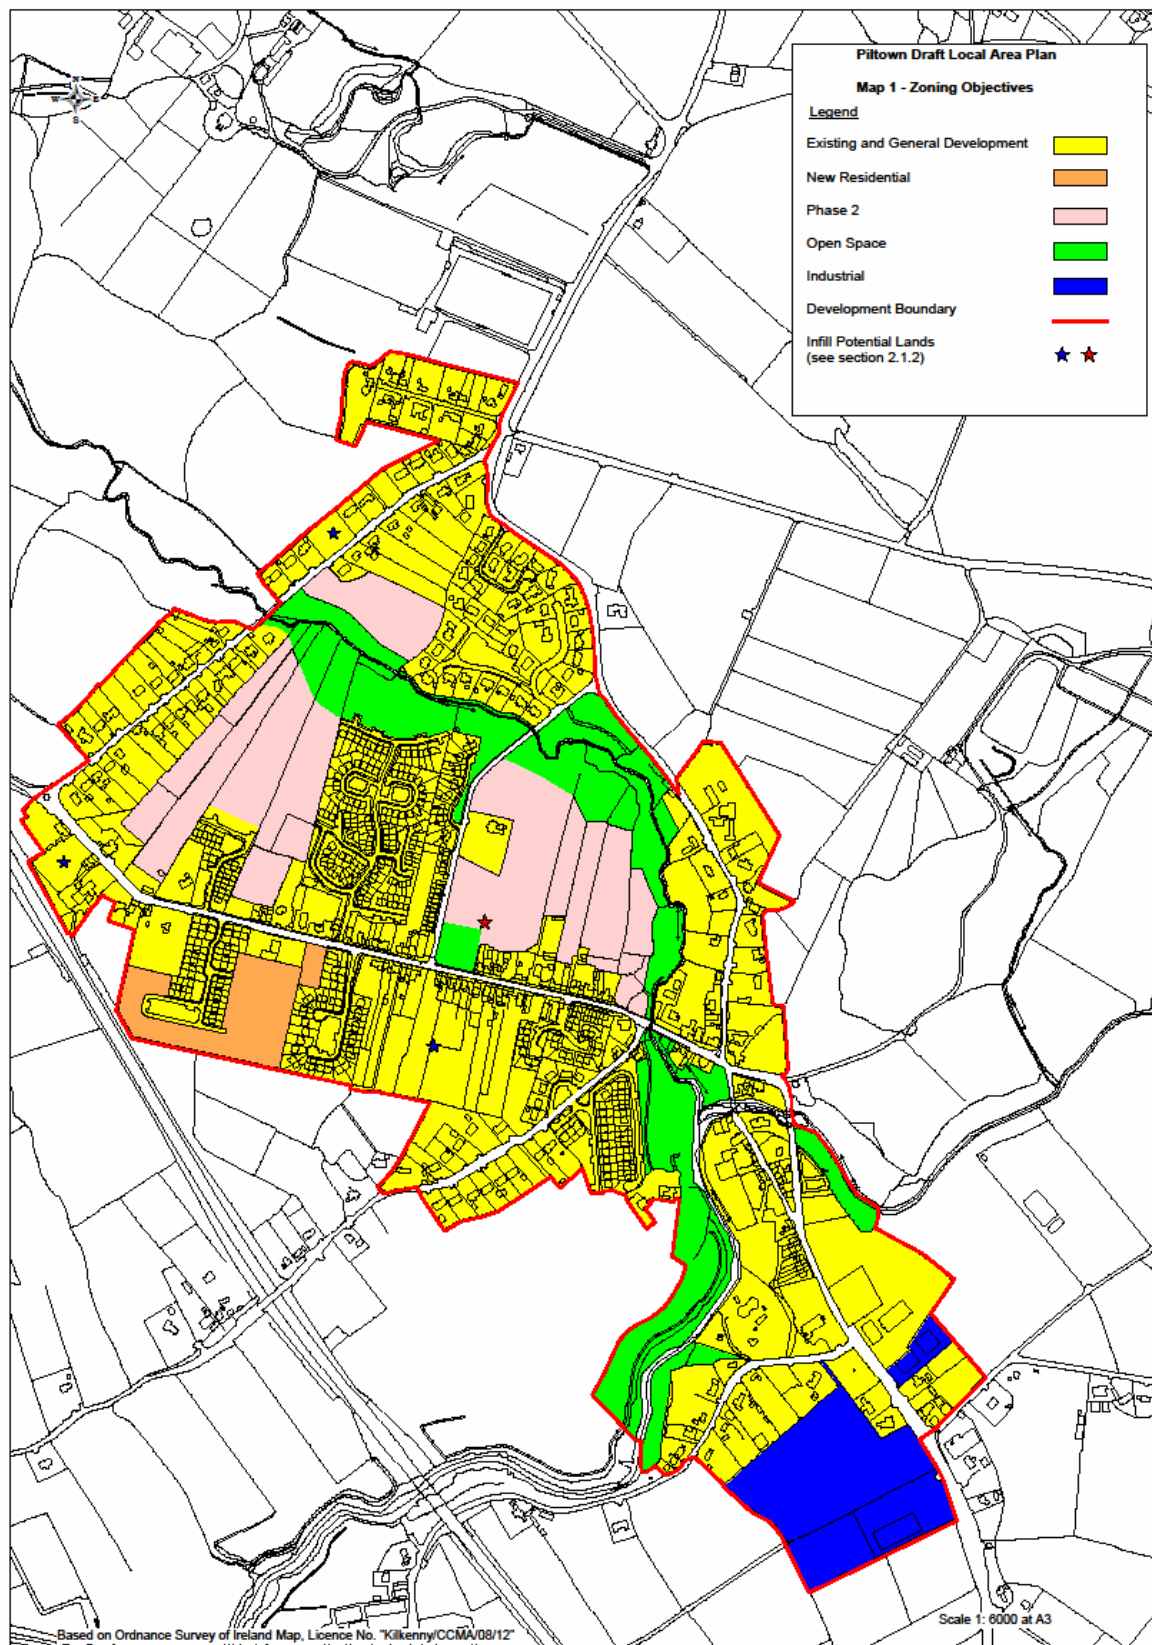 Piltown Draft Local Area Plan
Map 1 - Zoning Objectives
Legend
Existing and General Development
New Residential
Phase 2
Open Space
Industrial
Development Boundary
Infill Potential Lands
(see section 2.1.2)
N
W E
S
Scale 1: 6000 at A3
Based on Ordnance Survey of Ireland Map, Licence No. "Kilkenny/CCMA/08/12"